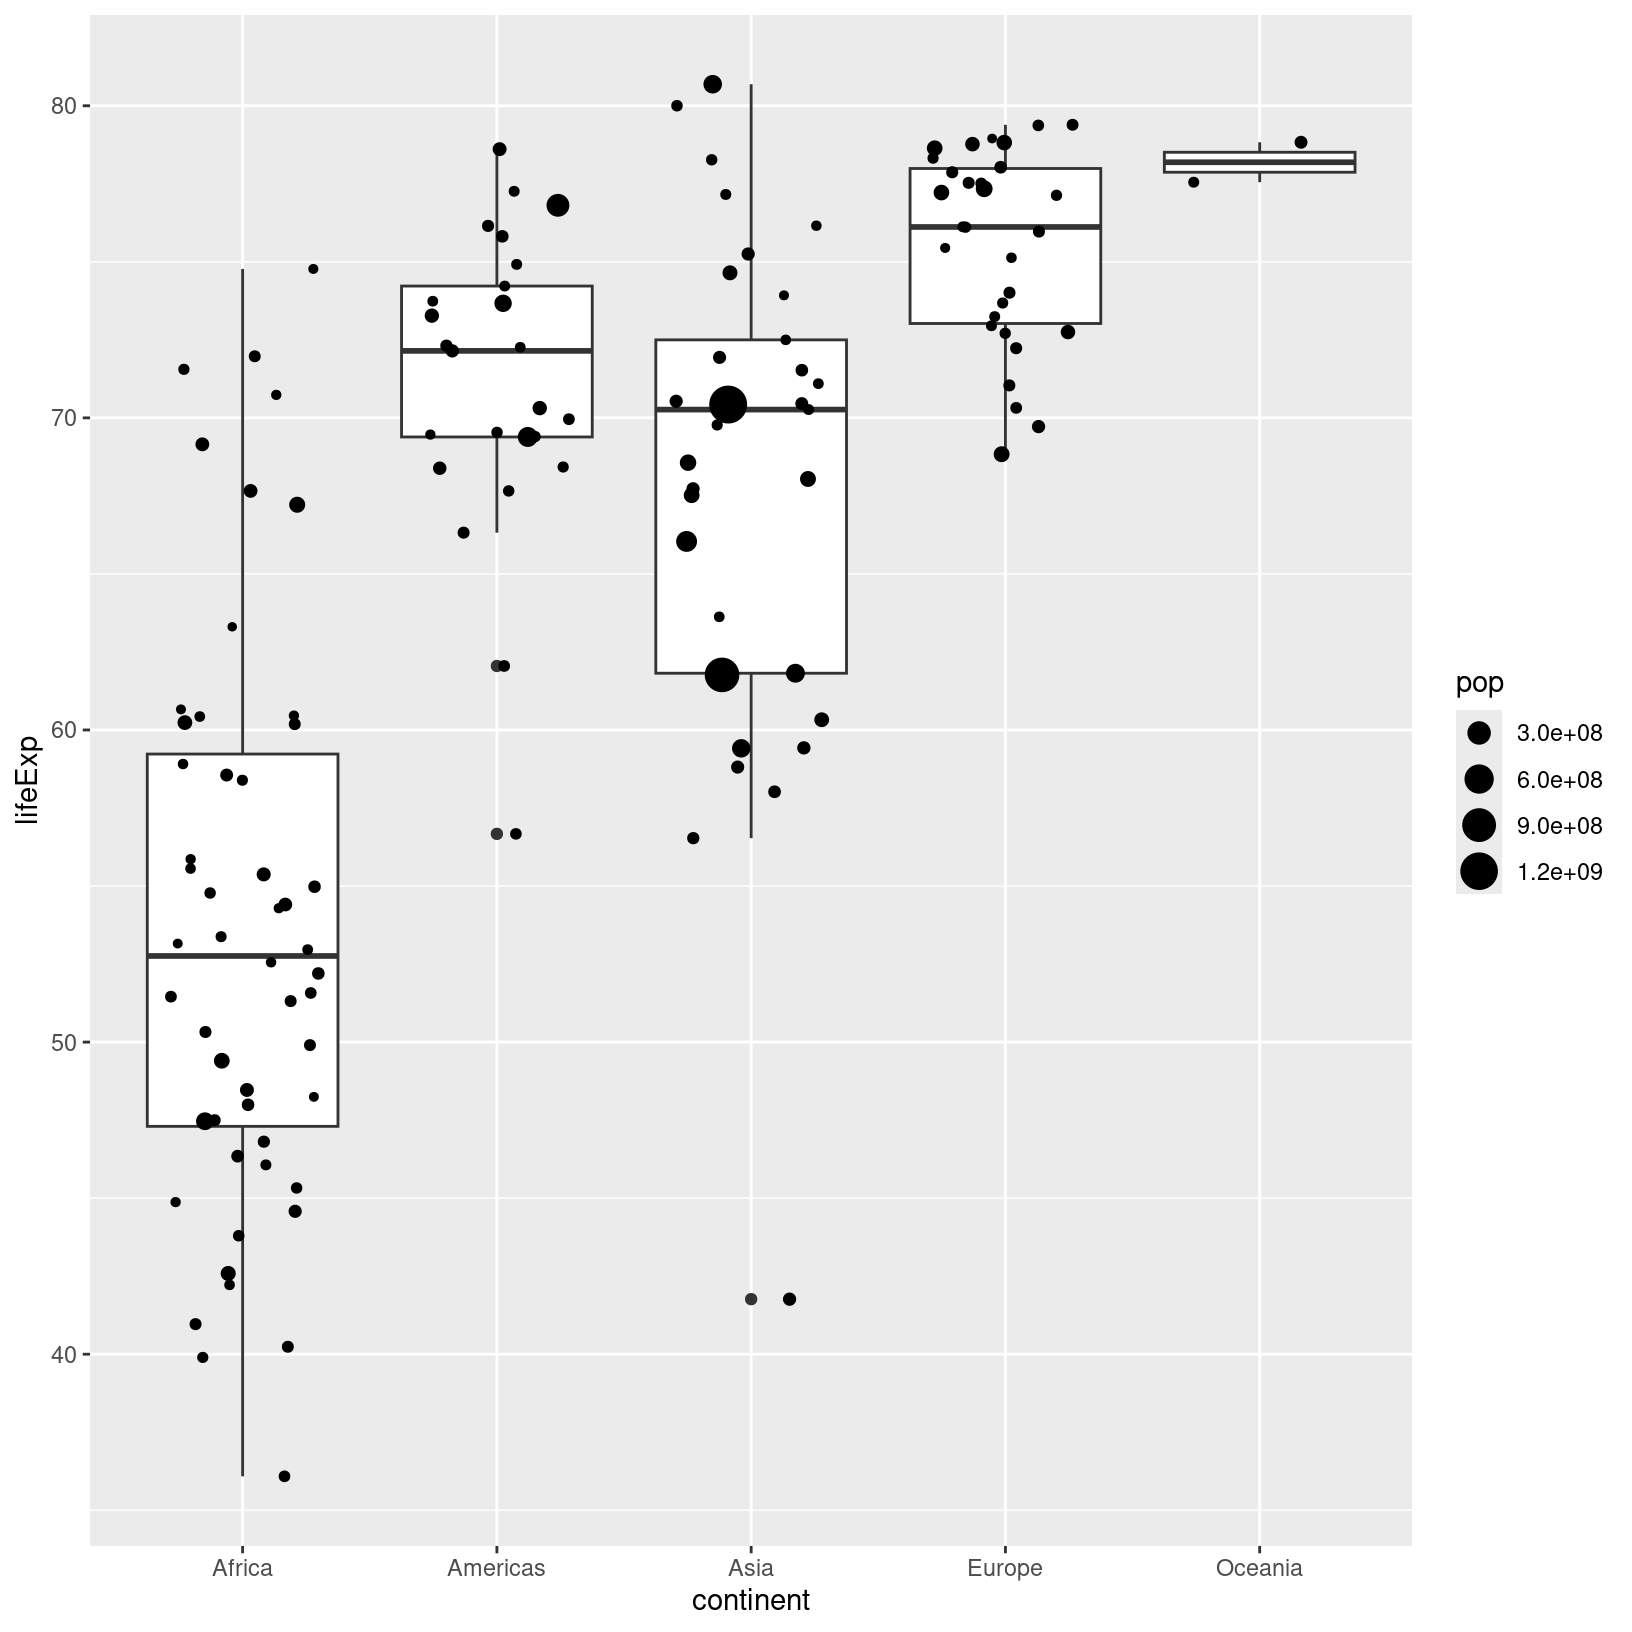 80
70
60
50
40
lifeExp
Africa
Americas
Asia
Europe
Oceania
continent
pop
3.0e+08
6.0e+08
9.0e+08
1.2e+09